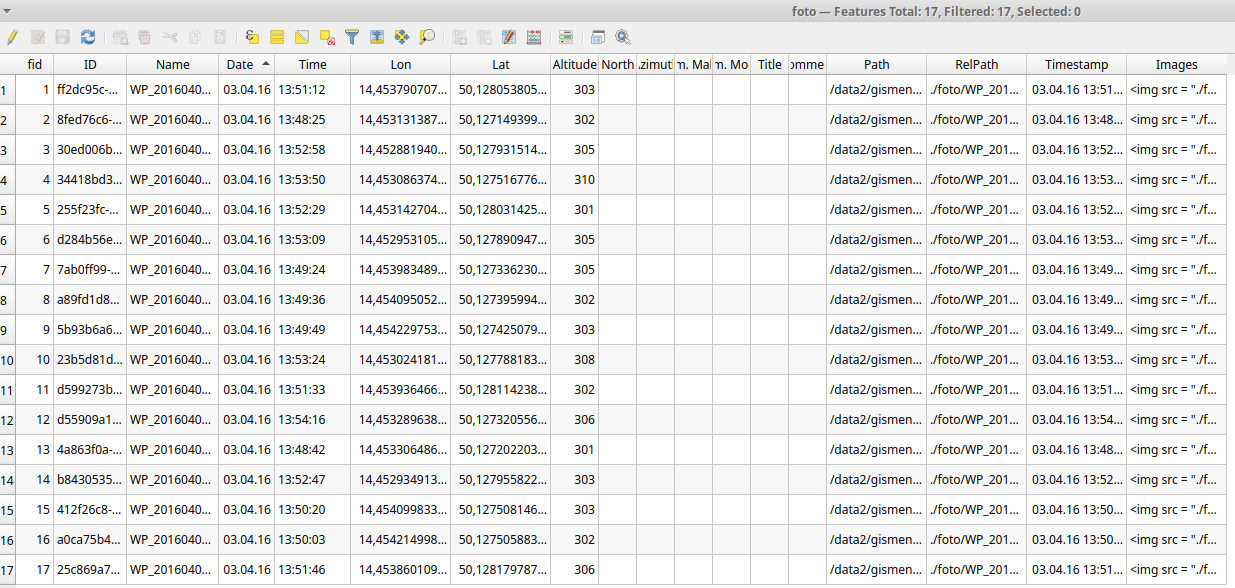 foto — Features Total: 17, Filtered: 17, Selected: 0
fid ID Name Date Time Lon Lat Altitude North .zimutl m. Mal m. Mo Title omme Path RelPath Timestamp Images
1 1 ff2dc95c-... WP_2016040... 03.04.16 13:51:12 14,453790707... 50,128053805... 303 /data2/gismen... ./foto/WP_201... 03.04.16 13:51... <img src = "./f...
2 2 8fed76c6-... WP_2016040... 03.04.16 13:48:25 14,453131387... 50,127149399... 302 /data2/gismen... ./foto/WP_201... 03.04.16 13:48... <img src = "./f...
3 3 30ed006b... WP_2016040... 03.04.16 13:52:58 14,452881940... 50,127931514... 305 /data2/gismen... ./foto/WP_201... 03.04.16 13:52... <img src = "./f...
4 4 34418bd3... WP_2016040... 03.04.16 13:53:50 14,453086374... 50,127516776... 310 /data2/gismen... ./foto/WP_201... 03.04.16 13:53... <img src = "./f...
5 5 255f23fc-... WP_2016040... 03.04.16 13:52:29 14,453142704... 50,128031425... 301 /data2/gismen... ./foto/WP_201... 03.04.16 13:52... <img src = "./f...
6 6 d284b56e... WP_2016040... 03.04.16 13:53:09 14,452953105... 50,127890947... 305 /data2/gismen... ./foto/WP_201... 03.04.16 13:53... <img src = "./f...
7 7 7ab0ff99-... WP_2016040... 03.04.16 13:49:24 14,453983489... 50,127336230... 305 /data2/gismen... ./foto/WP_201... 03.04.16 13:49... <img src = "./f...
8 8 a89fd1d8... WP_2016040... 03.04.16 13:49:36 14,454095052... 50,127395994... 302 /data2/gismen... ./foto/WP_201... 03.04.16 13:49... <img src = "./f...
9 9 5b93b6a6... WP_2016040... 03.04.16 13:49:49 14,454229753... 50,127425079... 303 /data2/gismen... ./foto/WP_201... 03.04.16 13:49... <img src = "./f...
10 10 23b5d81d... WP_2016040... 03.04.16 13:53:24 14,453024181... 50,127788183... 308 /data2/gismen... ./foto/WP_201... 03.04.16 13:53... <img src = "./f...
11 11 d599273b... WP_2016040... 03.04.16 13:51:33 14,453936466... 50,128114238... 302 /data2/gismen... ./foto/WP_201... 03.04.16 13:51... <img src = "./f...
12 12 d55909a1... WP_2016040... 03.04.16 13:54:16 14,453289638... 50,127320556... 306 /data2/gismen... ./foto/WP_201... 03.04.16 13:54... <img src = "./f...
13 13 4a863f0a-... WP_2016040... 03.04.16 13:48:42 14,453306486... 50,127202203... 301 /data2/gismen... ./foto/WP_201... 03.04.16 13:48... <img src = "./f...
14 14 b8430535... WP_2016040... 03.04.16 13:52:47 14,452934913... 50,127955822... 303 /data2/gismen... ./foto/WP_201... 03.04.16 13:52... <img src = "./f...
15 15 412f26c8-... WP_2016040... 03.04.16 13:50:20 14,454099833... 50,127508146... 303 /data2/gismen... ./foto/WP_201... 03.04.16 13:50... <img src = "./f...
16 16 a0ca75b4... WP_2016040... 03.04.16 13:50:03 14,454214998... 50,127505883... 302 /data2/gismen... ./foto/WP_201... 03.04.16 13:50... <img src = "./f...
17 17 25c869a7... WP_2016040... 03.04.16 13:51:46 14,453860109... 50,128179787... 306 /data2/gismen... ./foto/WP_201... 03.04.16 13:51... <img src = "./f...